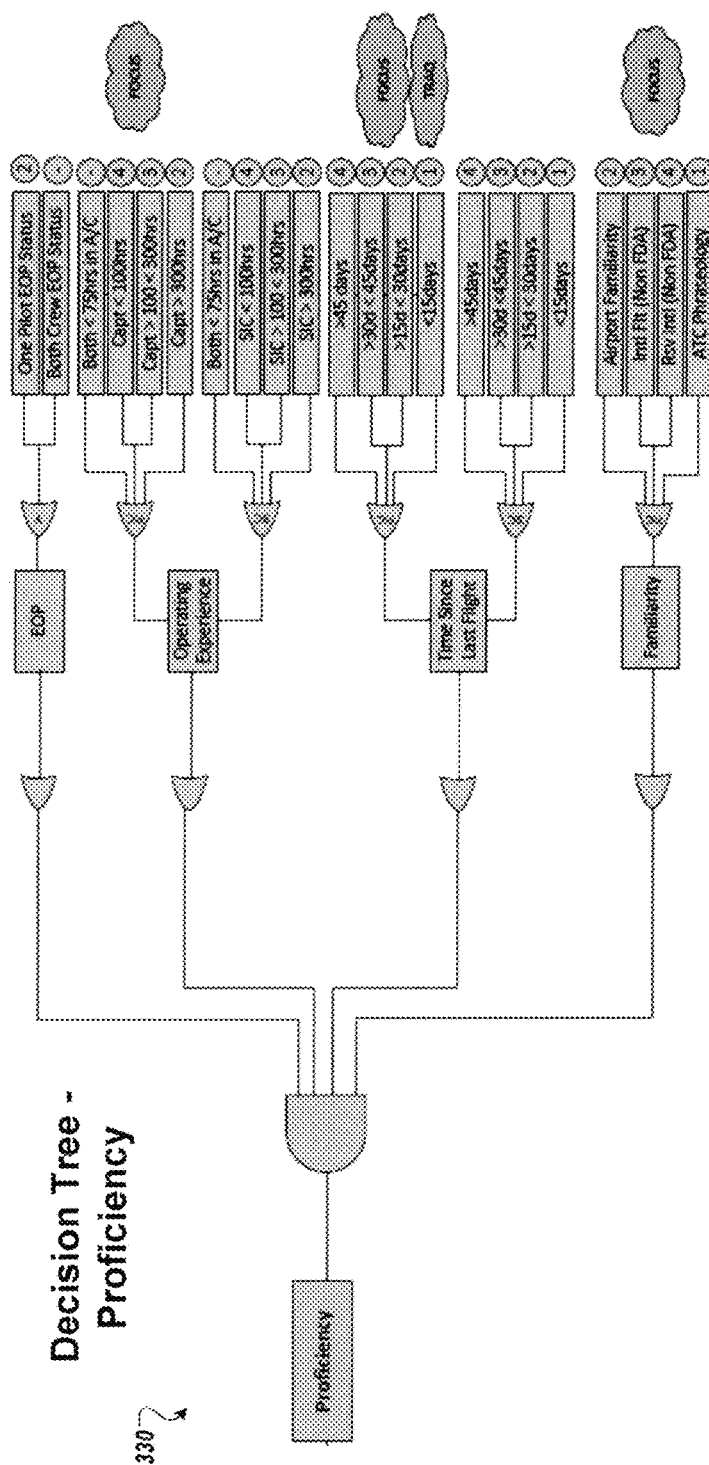 330
Decision Tree -
Proficiency
Proficiency
EOP
One Pilot EOP Status 2
Both Crew EOP Status -
FOCUS
Operating
Experience
Both < 75hrs in A/C -
Capt < 100hrs 4
Capt > 100 < 300hrs 3
Capt > 300hrs 2
Both < 75hrs in A/C -
SIC < 100hrs 4
SIC > 100 < 300hrs 3
SIC > 300hrs 2
Time Since
Last Flight
>45 days 4
>30d < 45days 3
>15d < 30days 2
<15days 1
FOCUS
TRAQ
>45days 4
>30d <45days 3
>15d < 30days 2
<15days 1
Familiarity
Airport Familiarity 2
Intl Flt (Non FDA) 3
Rsv Intl (Non FDA) 4
ATC Phraseology 1
FOCUS